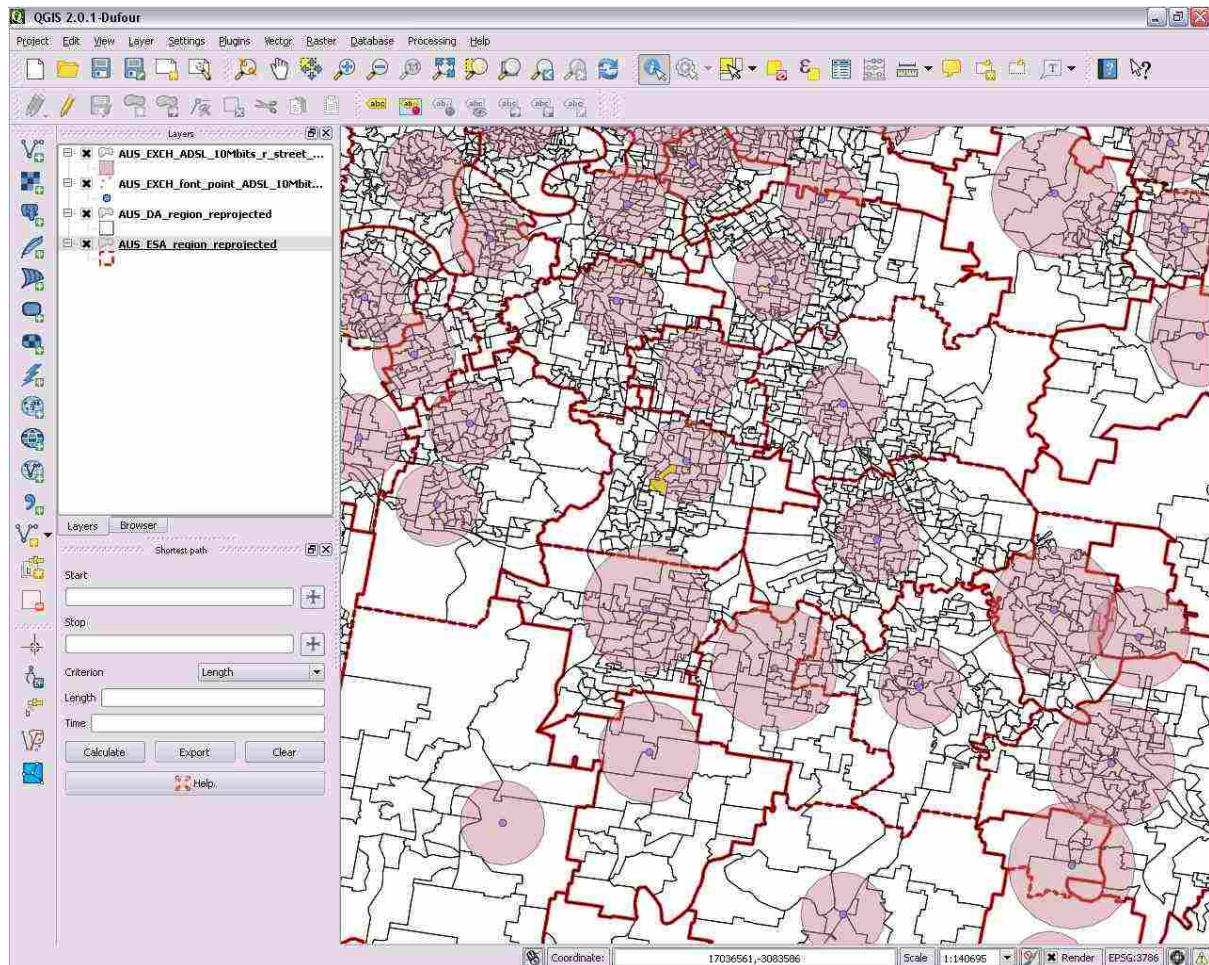 QGIS 2.0.1-Dufour
Project Edit View Layer Settings Plugins Vector Raster Database Processing Help
Layers
AUS_EXCH_ADSL_10Mbits_r_street_...
AUS_EXCH_font_point_ADSL_10Mbit...
AUS_DA_region_reprojected
AUS_ESA_region_reprojected
Layers Browser
Shortest path
Start
Stop
Criterion Length
Length
Time
Calculate Export Clear
Help
Coordinate: 17036561,-3083586 Scale 1:140695 Render EPSG:3786